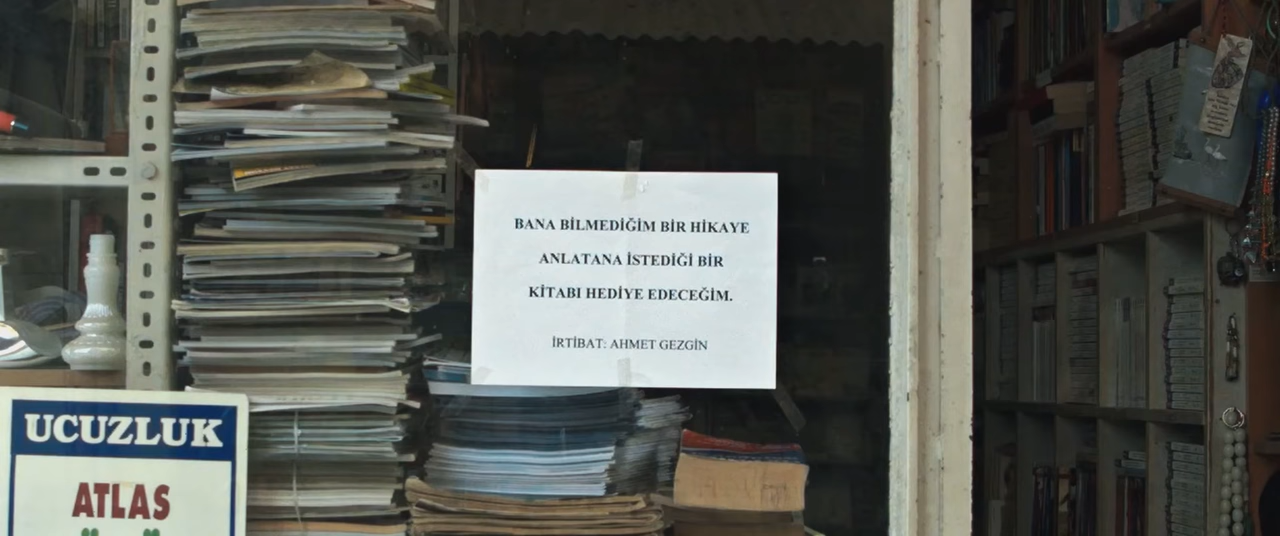 BANA BİLMEDİĞİM BİR HİKAYE
ANLATANA İSTEDİĞİ BİR
KİTABI HEDİYE EDECEĞİM.
İRTİBAT: AHMET GEZGİN
UCUZLUK
ATLAS